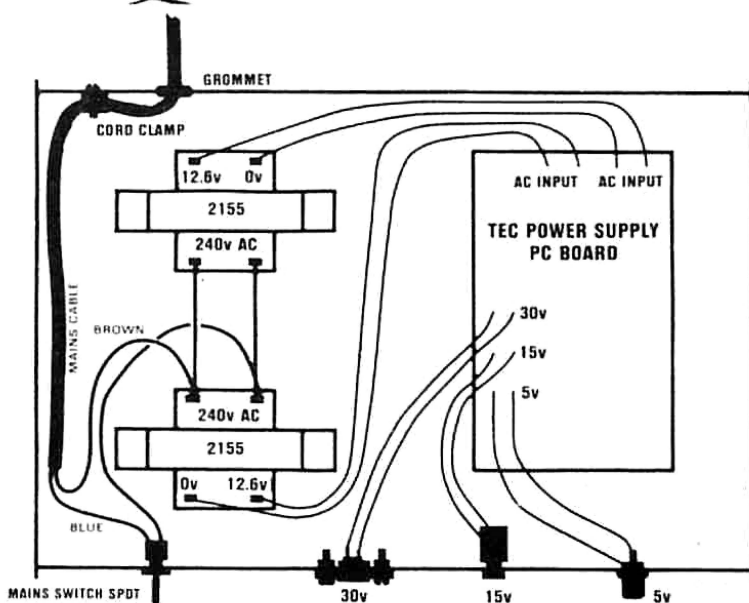 GROMMET
CORD CLAMP
12.6v 0v
2155
240v AC
AC INPUT AC INPUT
TEC POWER SUPPLY
PC BOARD
MAINS CABLE
BROWN
30v
15v
5v
240v AC
2155
0v 12.6v
BLUE
MAINS SWITCH SPDT
30v
15v
5v